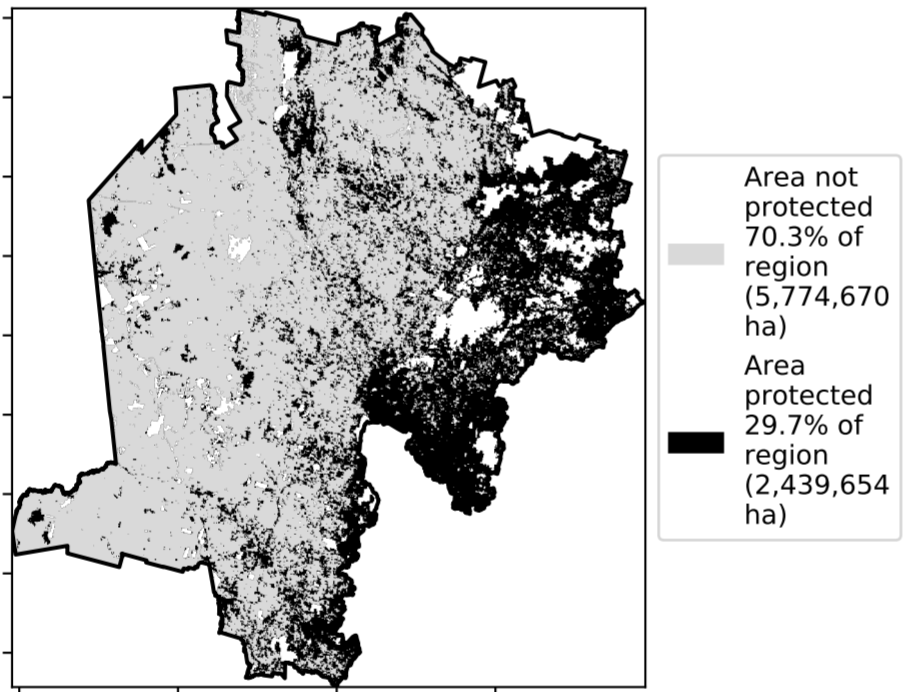 Area not
protected
70.3% of
region
(5,774,670
ha)
Area
protected
29.7% of
region
(2,439,654
ha)